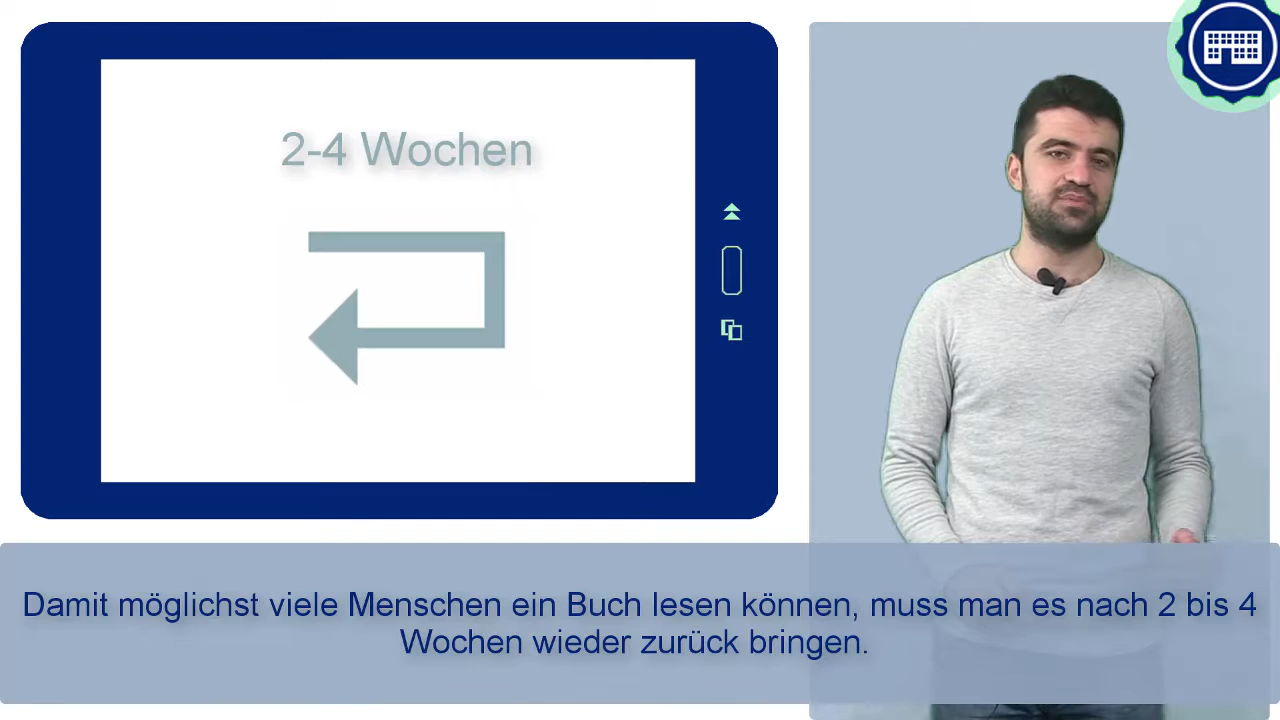 2-4 Wochen
Damit möglichst viele Menschen ein Buch lesen können, muss man es nach 2 bis 4
Wochen wieder zurück bringen.